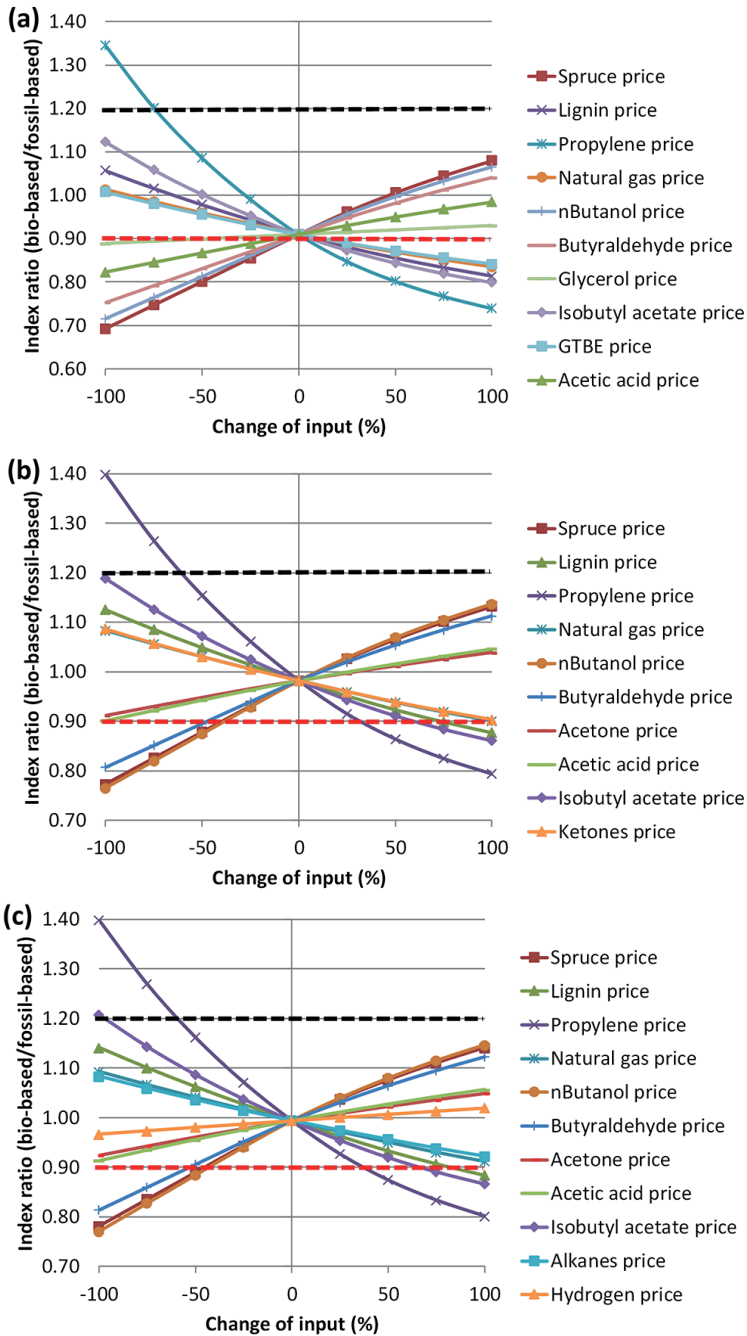 (a)
Index ratio (bio-based/fossil-based)
1.40
1.30
1.20
1.10
1.00
0.90
0.80
0.70
0.60
-100
-50
0
50
100
Change of input (%)
Spruce price
Lignin price
Propylene price
Natural gas price
nButanol price
Butyraldehyde price
Glycerol price
Isobutyl acetate price
GTBE price
Acetic acid price
(b)
Index ratio (bio-based/fossil-based)
1.40
1.30
1.20
1.10
1.00
0.90
0.80
0.70
-100
-50
0
50
100
Change of input (%)
Spruce price
Lignin price
Propylene price
Natural gas price
nButanol price
Butyraldehyde price
Acetone price
Acetic acid price
Isobutyl acetate price
Ketones price
(c)
Index ratio (bio-based/fossil-based)
1.40
1.30
1.20
1.10
1.00
0.90
0.80
0.70
-100
-50
0
50
100
Change of input (%)
Spruce price
Lignin price
Propylene price
Natural gas price
nButanol price
Butyraldehyde price
Acetone price
Acetic acid price
Isobutyl acetate price
Alkanes price
Hydrogen price